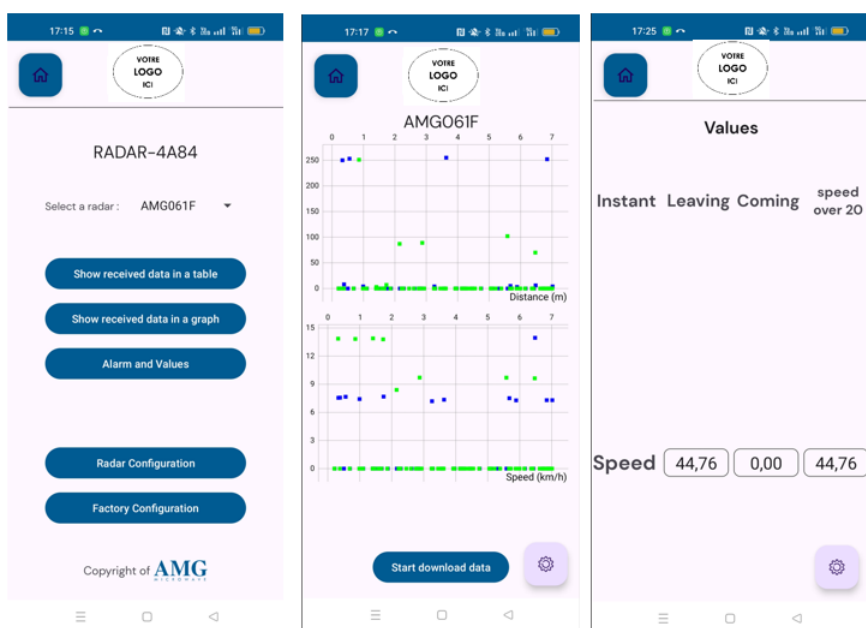 17:15
VOTRE
LOGO
ICI
RADAR-4A84
Select a radar : AMG061F
Show received data in a table
Show received data in a graph
Alarm and Values
Radar Configuration
Factory Configuration
Copyright of AMG
MICROWAVE
17:17
VOTRE
LOGO
ICI
AMG061F
0 1 2 3 4 5 6 7
250
200
150
100
50
0
Distance (m)
0 1 2 3 4 5 6 7
15
12
9
6
3
0
Speed (km/h)
Start download data
17:25
VOTRE
LOGO
ICI
Values
Instant Leaving Coming speed
over 20
Speed 44,76 0,00 44,76